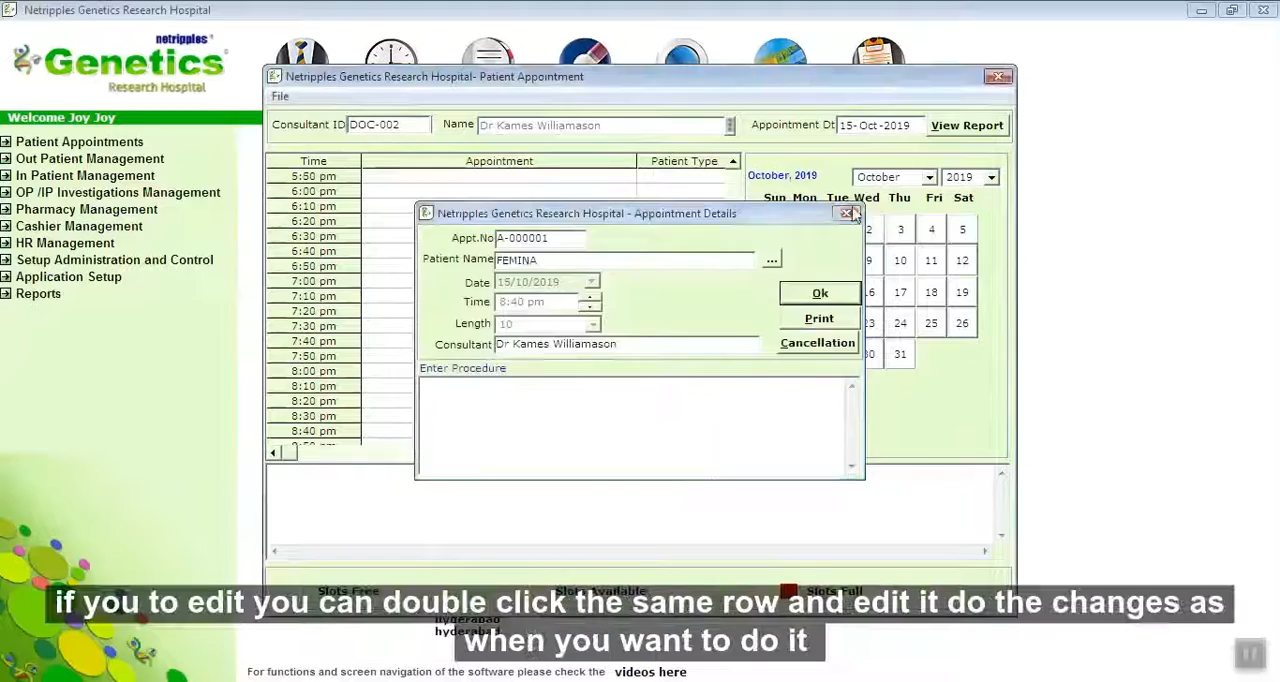 Netripples Genetics Research Hospital
netripples
Genetics
Research Hospital
Welcome Joy Joy
Patient Appointments
Out Patient Management
In Patient Management
OP /IP Investigations Management
Pharmacy Management
Cashier Management
HR Management
Setup Administration and Control
Application Setup
Reports
Netripples Genetics Research Hospital- Patient Appointment
File
Consultant ID DOC-002 Name Dr Kames Williamason Appointment Dt 15-Oct-2019 View Report
Time Appointment Patient Type
5:50 pm
6:00 pm
6:10 pm
6:20 pm
6:30 pm
6:40 pm
6:50 pm
7:00 pm
7:10 pm
7:20 pm
7:30 pm
7:40 pm
7:50 pm
8:00 pm
8:10 pm
8:20 pm
8:30 pm
8:40 pm
October, 2019 October 2019
Sun Mon Tue Wed Thu Fri Sat
2 3 4 5
9 10 11 12
16 17 18 19
23 24 25 26
30 31
Netripples Genetics Research Hospital - Appointment Details
Appt.No A-000001
Patient Name FEMINA ...
Date 15/10/2019
Time 8:40 pm
Length 10
Consultant Dr Kames Williamason
Ok
Print
Cancellation
Enter Procedure
Slots Free Slots Available Slots Full
if you to edit you can double click the same row and edit it do the changes as
when you want to do it
hyderabad
hyderabad
For functions and screen navigation of the software please check the videos here